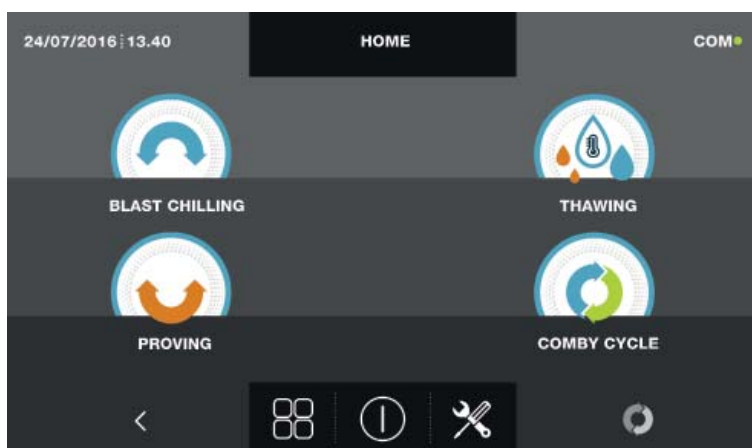 24/07/2016 13.40
HOME
COM
BLAST CHILLING
THAWING
PROVING
COMBY CYCLE